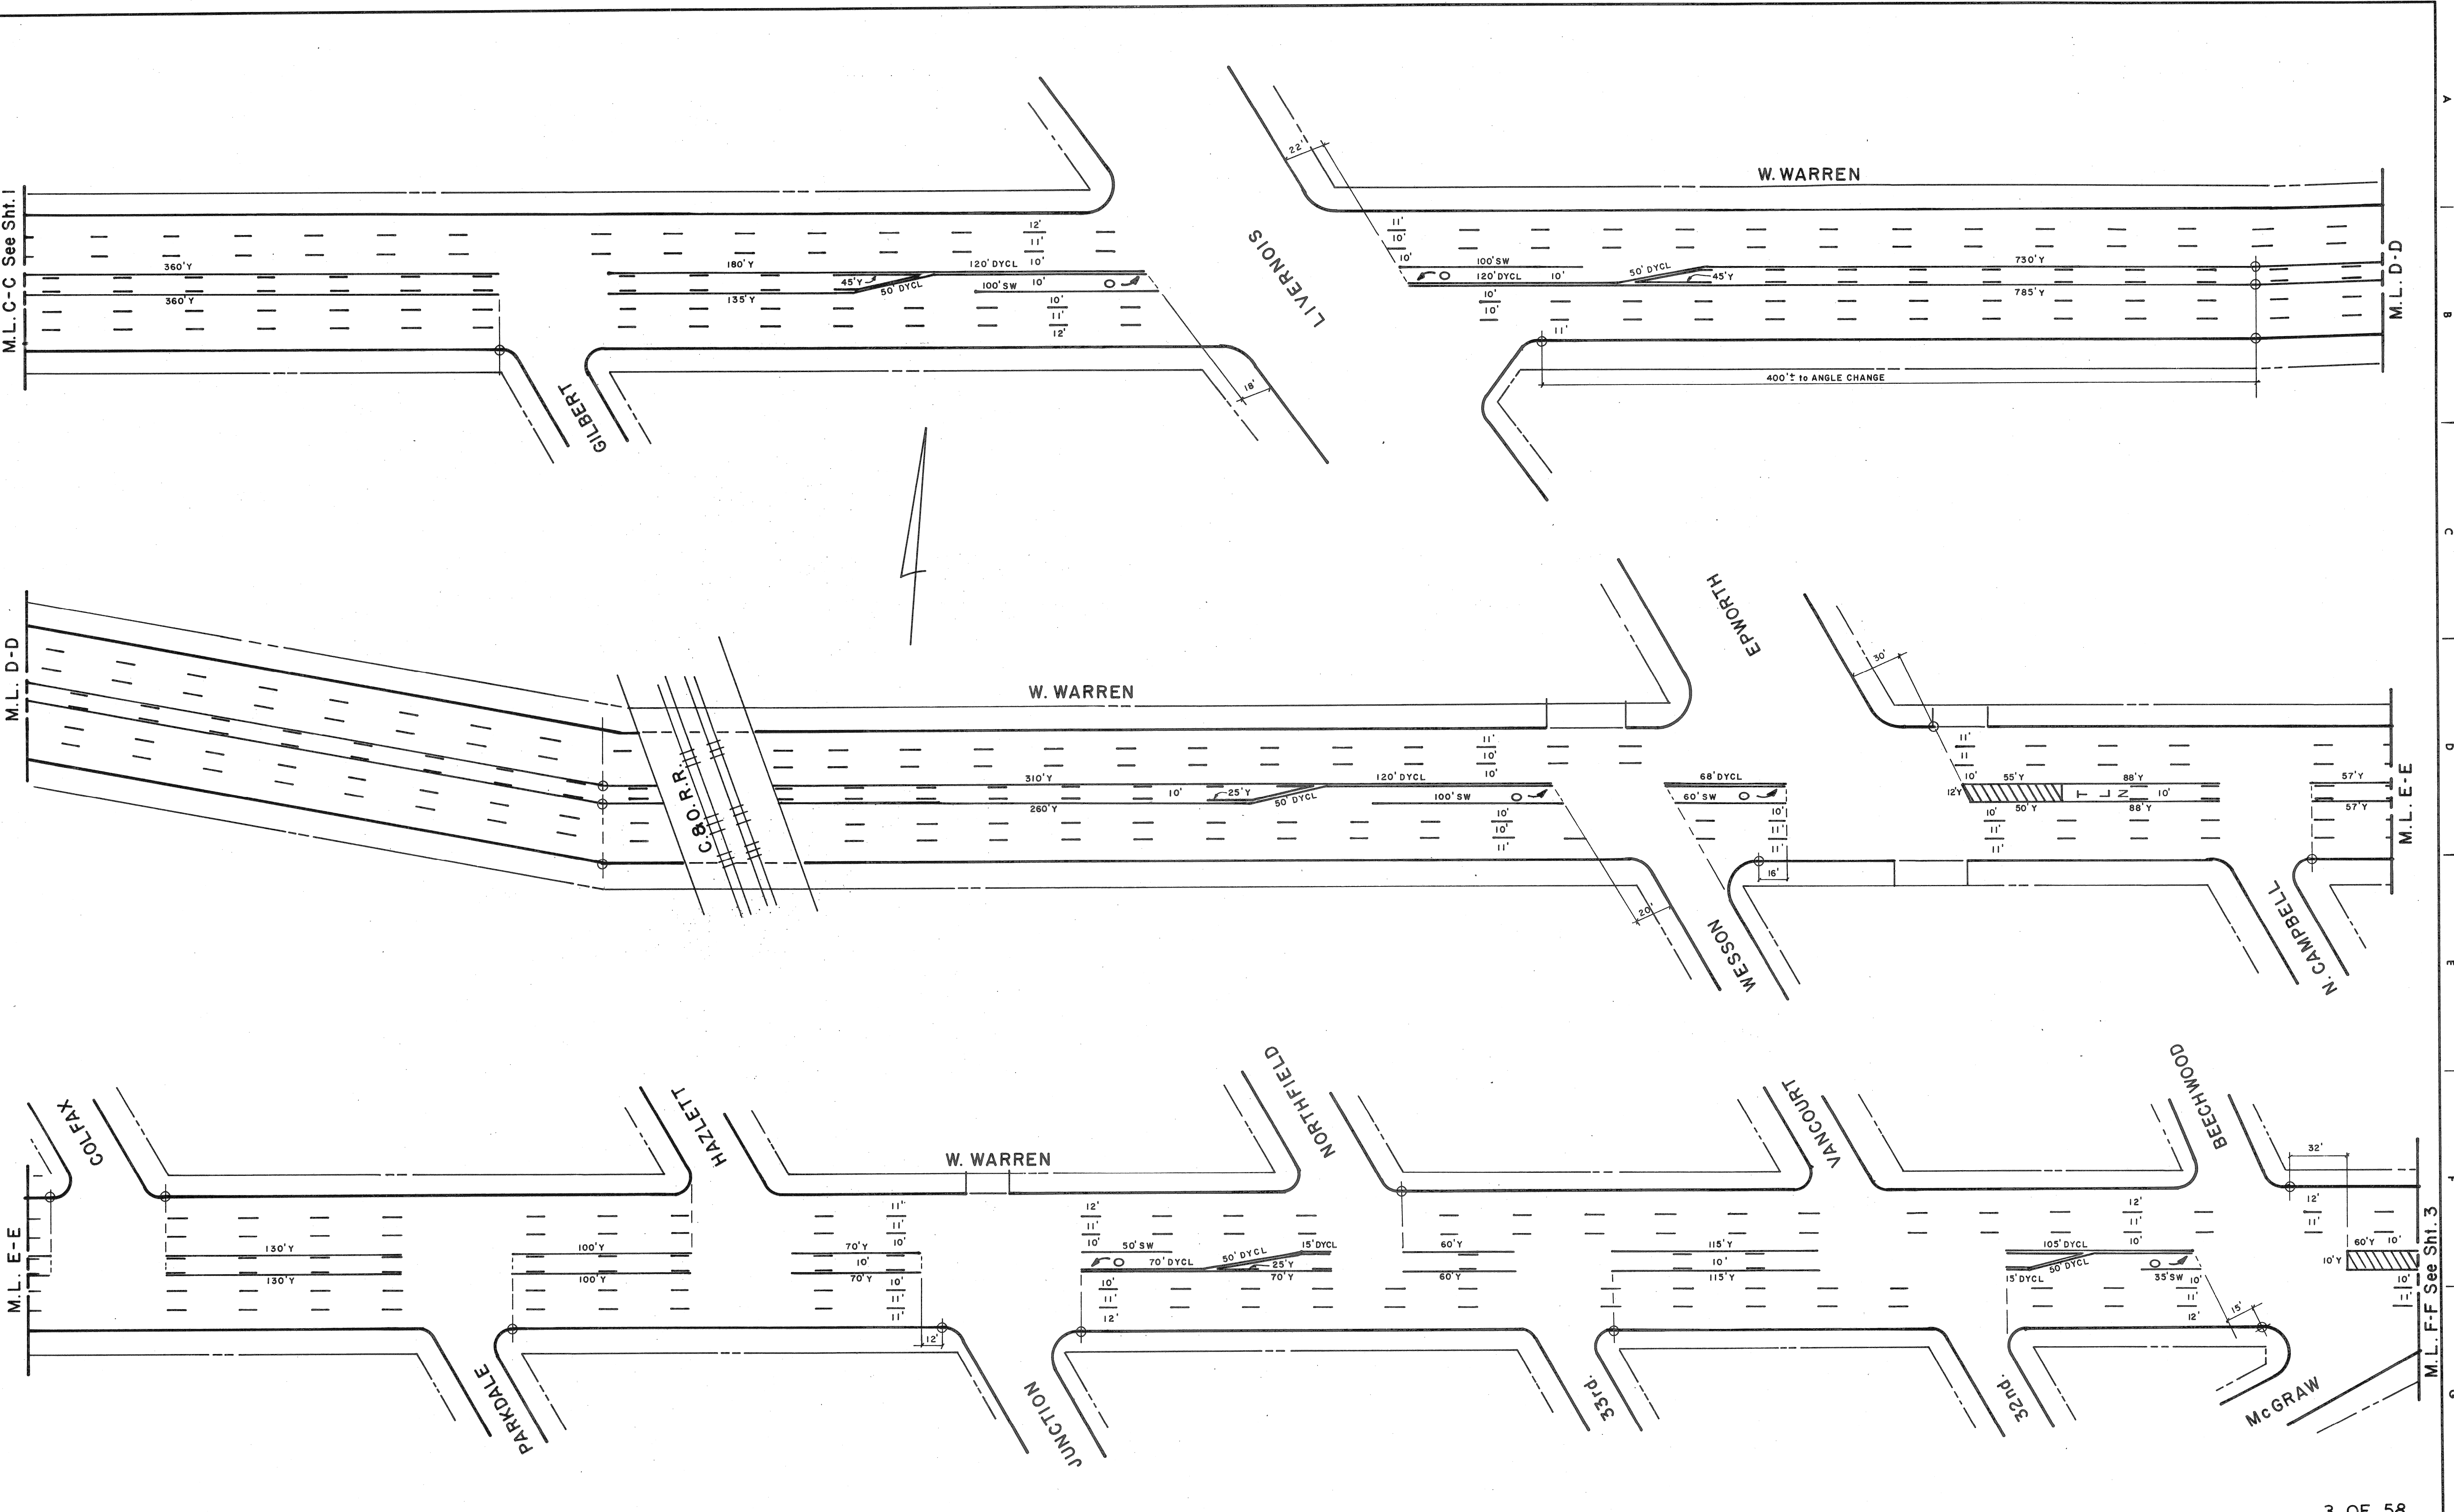 A
B
C
D
E
F
G
M.L. C-C See Sht. 1
360'Y
360'Y
GILBERT
180'Y
45'Y
50' DYCL
135'Y
120' DYCL
100' SW
12'
11'
10'
10'
10'
11'
12'
18'
LIVERNOIS
22'
W. WARREN
11'
10'
10'
100' SW
120' DYCL
10'
50' DYCL
45'Y
730'Y
785'Y
10'
10'
11'
400'± to ANGLE CHANGE
M.L. D-D
M.L. D-D
C.&O. R.R.
W. WARREN
310'Y
260'Y
10'
25'Y
50' DYCL
120' DYCL
100' SW
11'
10'
10'
10'
10'
11'
20'
EPWORTH
WESSON
68' DYCL
60' SW
10'
11'
11'
16'
30'
11'
11'
10'
12'Y
55'Y
50'Y
TLN
88'Y
10'
88'Y
10'
11'
11'
57'Y
57'Y
N. CAMPBELL
M.L. E-E
M.L. E-E
COLFAX
130'Y
130'Y
PARKDALE
100'Y
100'Y
HAZLETT
W. WARREN
70'Y
10'
70'Y
11'
11'
10'
10'
11'
11'
12'
JUNCTION
12'
11'
10'
50' SW
70' DYCL
50' DYCL
15' DYCL
25'Y
70'Y
10'
11'
12'
NORTHFIELD
60'Y
60'Y
33rd.
115'Y
115'Y
VANCOURT
32nd.
105' DYCL
15' DYCL
50' DYCL
12'
11'
10'
35' SW
10'
11'
12'
15'
BEECHWOOD
32'
12'
11'
60'Y
10'
10'Y
10'
11'
McGRAW
M.L. F-F See Sht. 3
3 OF 58